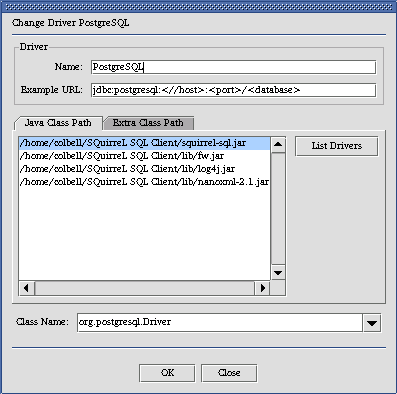 Change Driver PostgreSQL
Driver
Name: PostgreSQL
Example URL: jdbc:postgresql:<//host>:<port>/<database>
Java Class Path Extra Class Path
/home/colbell/SQuirreL SQL Client/squirrel-sql.jar
List Drivers
/home/colbell/SQuirreL SQL Client/lib/fw.jar
/home/colbell/SQuirreL SQL Client/lib/log4j.jar
/home/colbell/SQuirreL SQL Client/lib/nanoxml-2.1.jar
Class Name: org.postgresql.Driver
OK Close